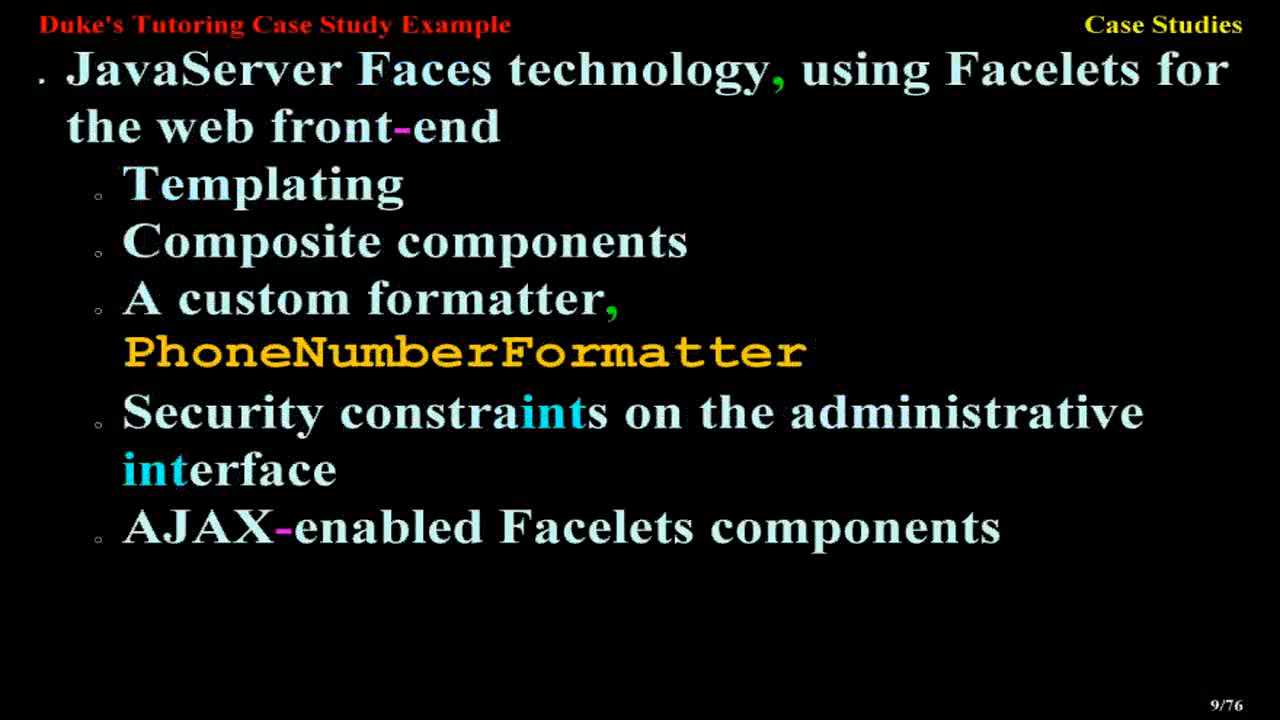 Duke's Tutoring Case Study Example
Case Studies
JavaServer Faces technology, using Facelets for
the web front-end
Templating
Composite components
A custom formatter,
PhoneNumberFormatter
Security constraints on the administrative
interface
AJAX-enabled Facelets components
9/76